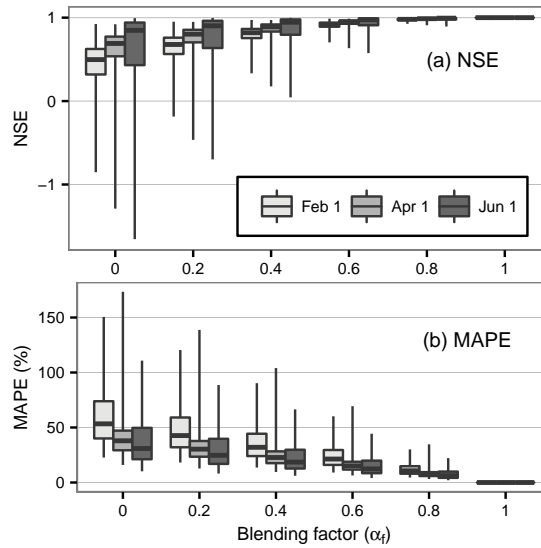 1
0
−1
NSE
(a) NSE
Feb 1 Apr 1 Jun 1
0 0.2 0.4 0.6 0.8 1
150
100
50
0
MAPE (%)
(b) MAPE
0 0.2 0.4 0.6 0.8 1
Blending factor (αf)